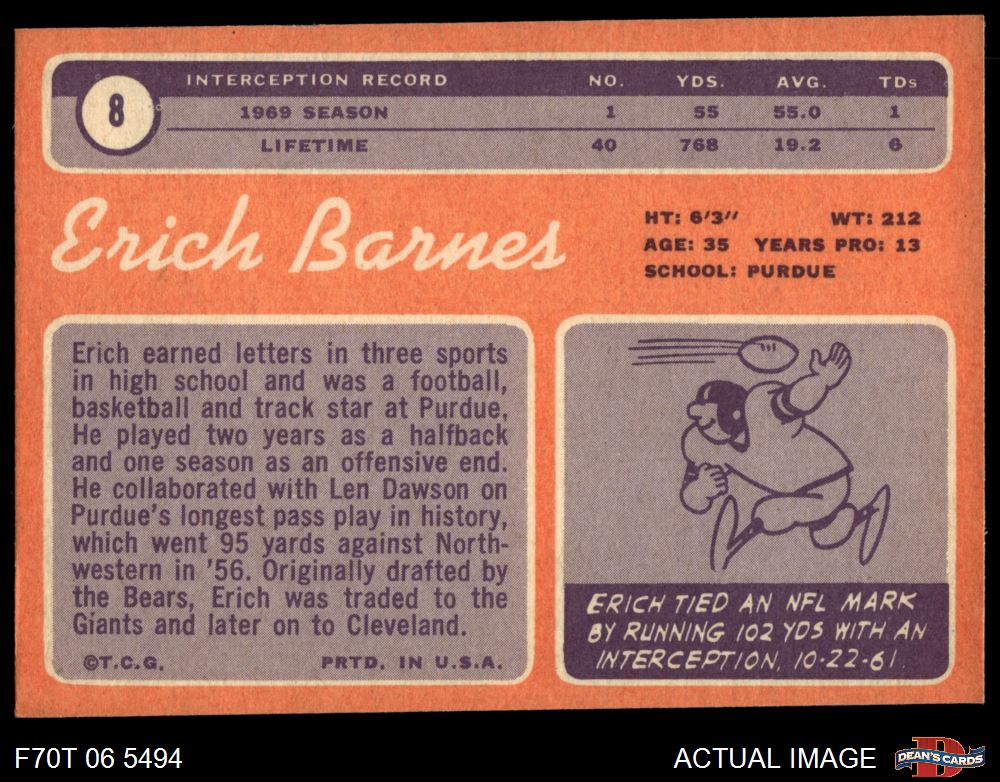 8
INTERCEPTION RECORD NO. YDS. AVG. TDs
1969 SEASON 1 55 55.0 1
LIFETIME 40 768 19.2 6
Erich Barnes
HT: 6'3" WT: 212
AGE: 35 YEARS PRO: 13
SCHOOL: PURDUE
Erich earned letters in three sports
in high school and was a football,
basketball and track star at Purdue.
He played two years as a halfback
and one season as an offensive end.
He collaborated with Len Dawson on
Purdue's longest pass play in history,
which went 95 yards against North-
western in '56. Originally drafted by
the Bears, Erich was traded to the
Giants and later on to Cleveland.
©T.C.G. PRTD. IN U.S.A.
ERICH TIED AN NFL MARK
BY RUNNING 102 YDS WITH AN
INTERCEPTION, 10-22-61.
F70T 06 5494
ACTUAL IMAGE
D
DEAN'S CARDS